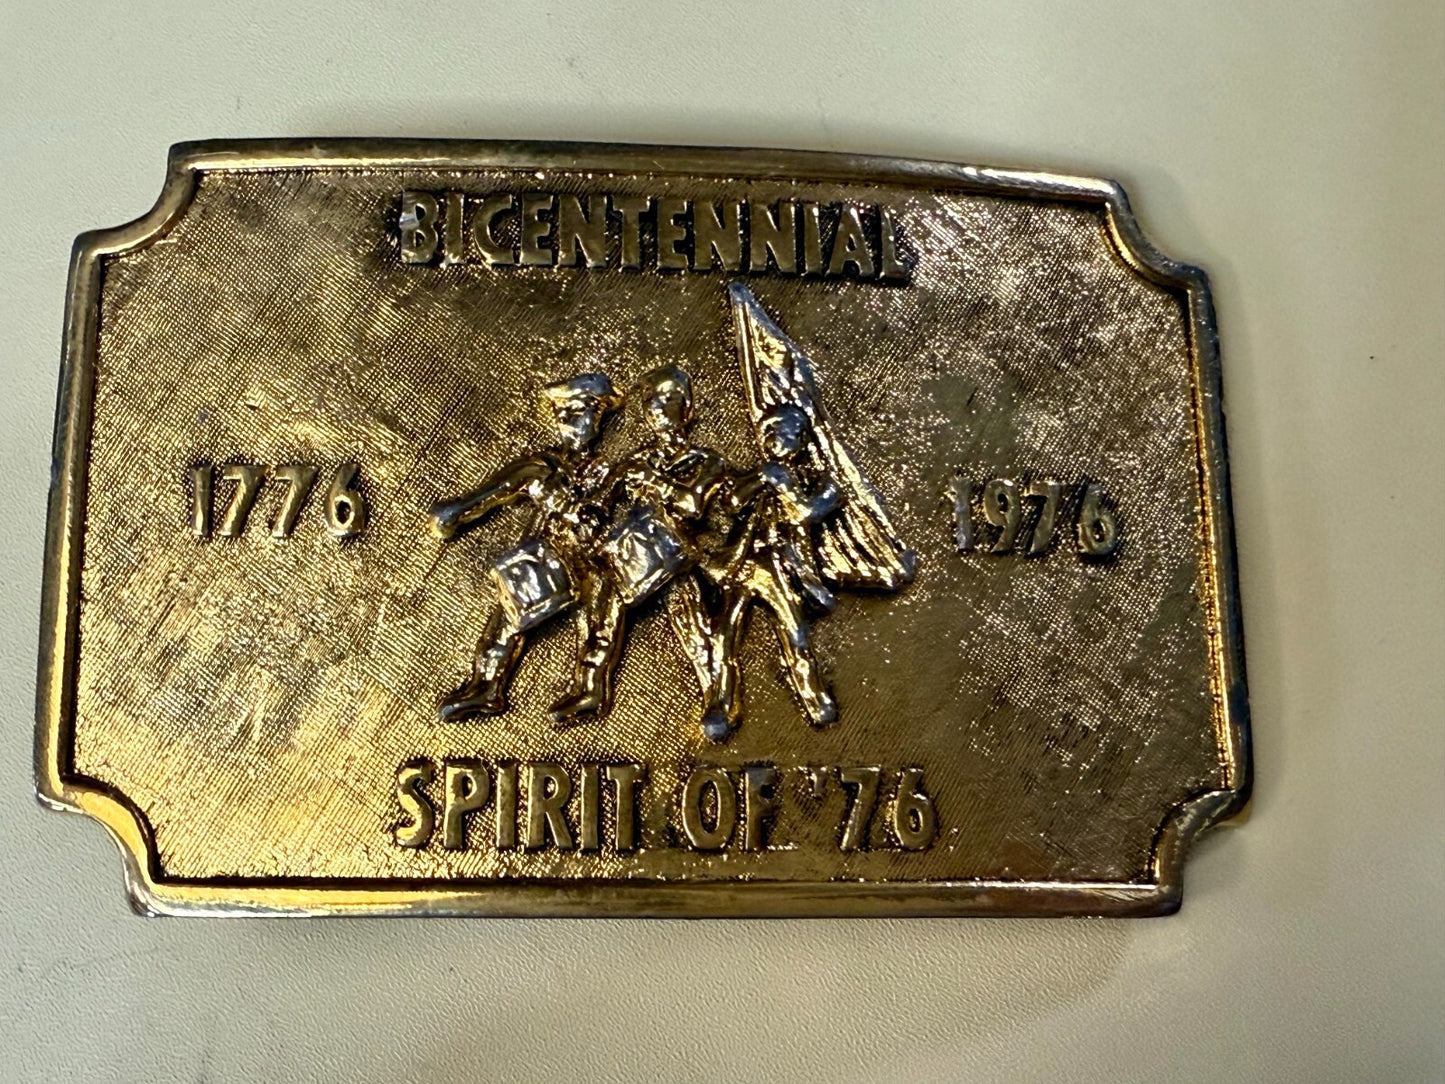 BICENTENNIAL
1776 1976
SPIRIT OF '76